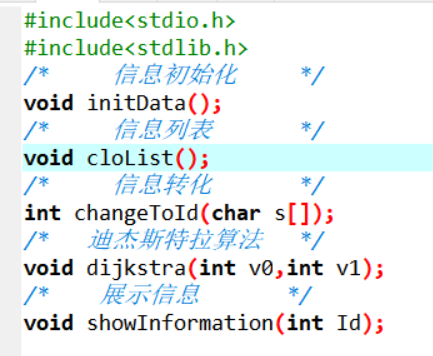 #include<stdio.h>
#include<stdlib.h>
/*     信息初始化     */
void initData();
/*     信息列表       */
void cloList();
/*     信息转化       */
int changeToId(char s[]);
/*   迪杰斯特拉算法   */
void dijkstra(int v0,int v1);
/*    展示信息       */
void showInformation(int Id);